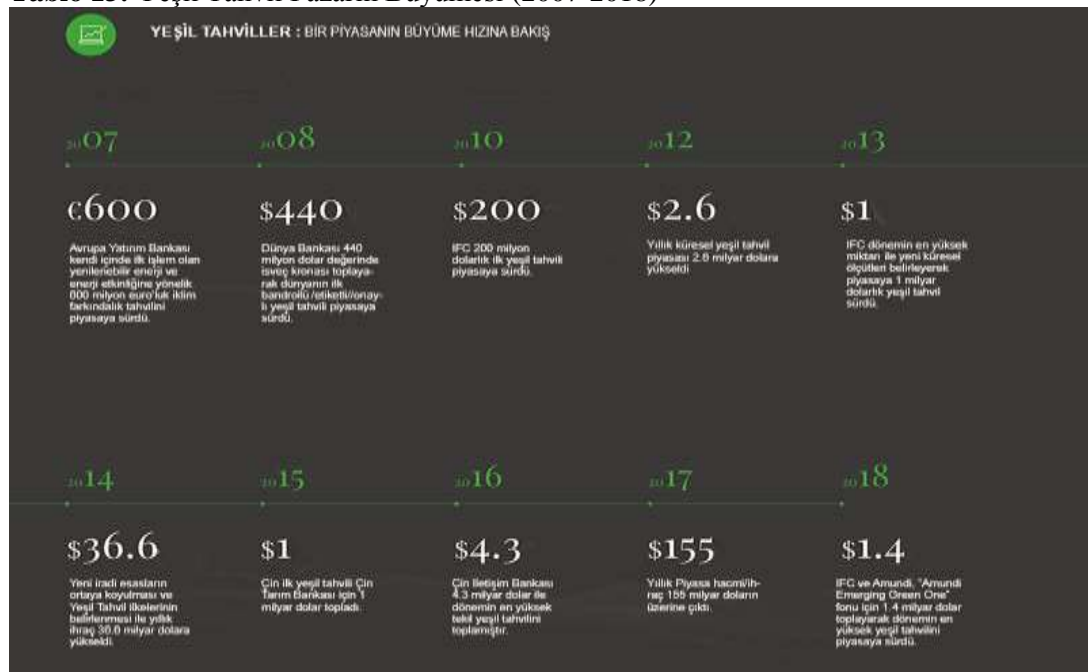 Yeşil Tahvil Pazarın Büyümesi (2007-2018)
YEŞİL TAHVİLLER : BİR PİYASANIN BÜYÜME HIZINA BAKIŞ
2007
€600
Avrupa Yatırım Bankası
kendi içinde ilk işlem olan
yenilenebilir enerji ve
enerji etkinliğine yönelik
600 milyon euro'luk iklim
farkındalık tahvilini
piyasaya sürdü.
2008
$440
Dünya Bankası 440
milyon dolar değerinde
isveç kronası toplaya-
rak dünyanın ilk
bandrollü /etiketli/onay-
lı yeşil tahvili piyasaya
sürdü.
2010
$200
IFC 200 milyon
dolarlık ilk yeşil tahvili
piyasaya sürdü.
2012
$2.6
Yıllık küresel yeşil tahvil
piyasası 2.6 milyar dolara
yükseldi
2013
$1
IFC dönemin en yüksek
miktarı ile yeni küresel
ölçütleri belirleyerek
piyasaya 1 milyar
dolarlık yeşil tahvil
sürdü.
2014
$36.6
Yeni iradi esasların
ortaya koyulması ve
Yeşil Tahvil ilkelerinin
belirlenmesi ile yıllık
ihraç 36.6 milyar dolara
yükseldi.
2015
$1
Çin ilk yeşil tahvili Çin
Tarım Bankası için 1
milyar dolar topladı.
2016
$4.3
Çin İletişim Bankası
4.3 milyar dolar ile
dönemin en yüksek
tekil yeşil tahvilini
toplamıştır.
2017
$155
Yıllık Piyasa hacmi/ih-
raç 155 milyar doların
üzerine çıktı.
2018
$1.4
IFC ve Amundi, "Amundi
Emerging Green One"
fonu için 1.4 milyar dolar
toplayarak dönemin en
yüksek yeşil tahvilini
piyasaya sürdü.